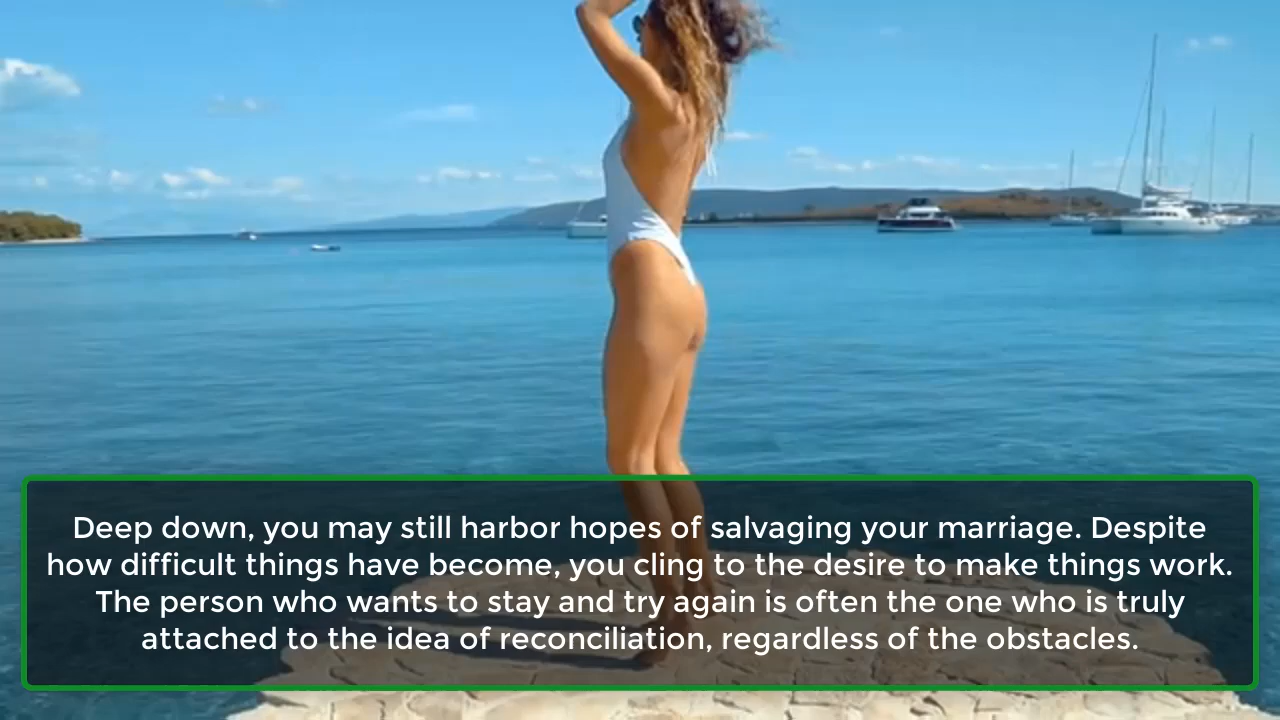 Deep down, you may still harbor hopes of salvaging your marriage. Despite
how difficult things have become, you cling to the desire to make things work.
The person who wants to stay and try again is often the one who is truly
attached to the idea of reconciliation, regardless of the obstacles.